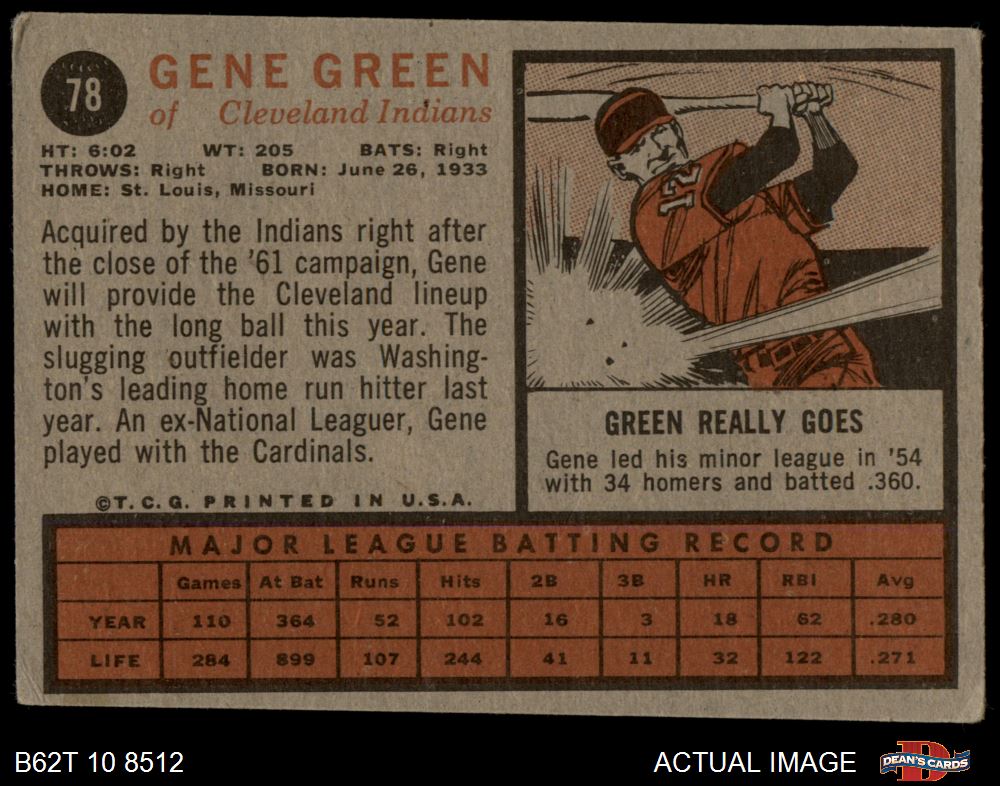 78
GENE GREEN
of Cleveland Indians
HT: 6:02 WT: 205 BATS: Right
THROWS: Right BORN: June 26, 1933
HOME: St. Louis, Missouri
Acquired by the Indians right after
the close of the '61 campaign, Gene
will provide the Cleveland lineup
with the long ball this year. The
slugging outfielder was Washing-
ton's leading home run hitter last
year. An ex-National Leaguer, Gene
played with the Cardinals.
©T.C.G. PRINTED IN U.S.A.
12
GREEN REALLY GOES
Gene led his minor league in '54
with 34 homers and batted .360.
MAJOR LEAGUE BATTING RECORD
Games At Bat Runs Hits 2B 3B HR RBI Avg
YEAR 110 364 52 102 16 3 18 62 .280
LIFE 284 899 107 244 41 11 32 122 .271
B62T 10 8512
ACTUAL IMAGE
DEAN'S CARDS